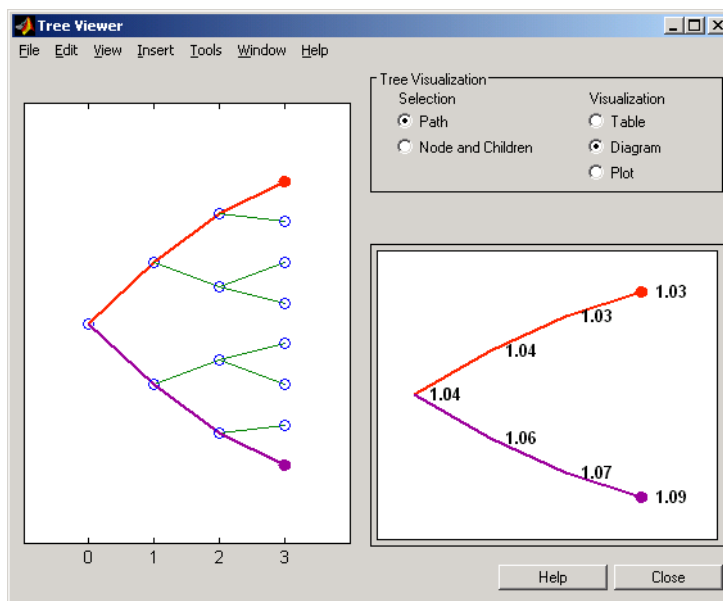 Tree Viewer
File Edit View Insert Tools Window Help
Tree Visualization
Selection Visualization
Path Table
Node and Children Diagram
Plot
1.03
1.03
1.04
1.04
1.06
1.07
1.09
0 1 2 3
Help Close